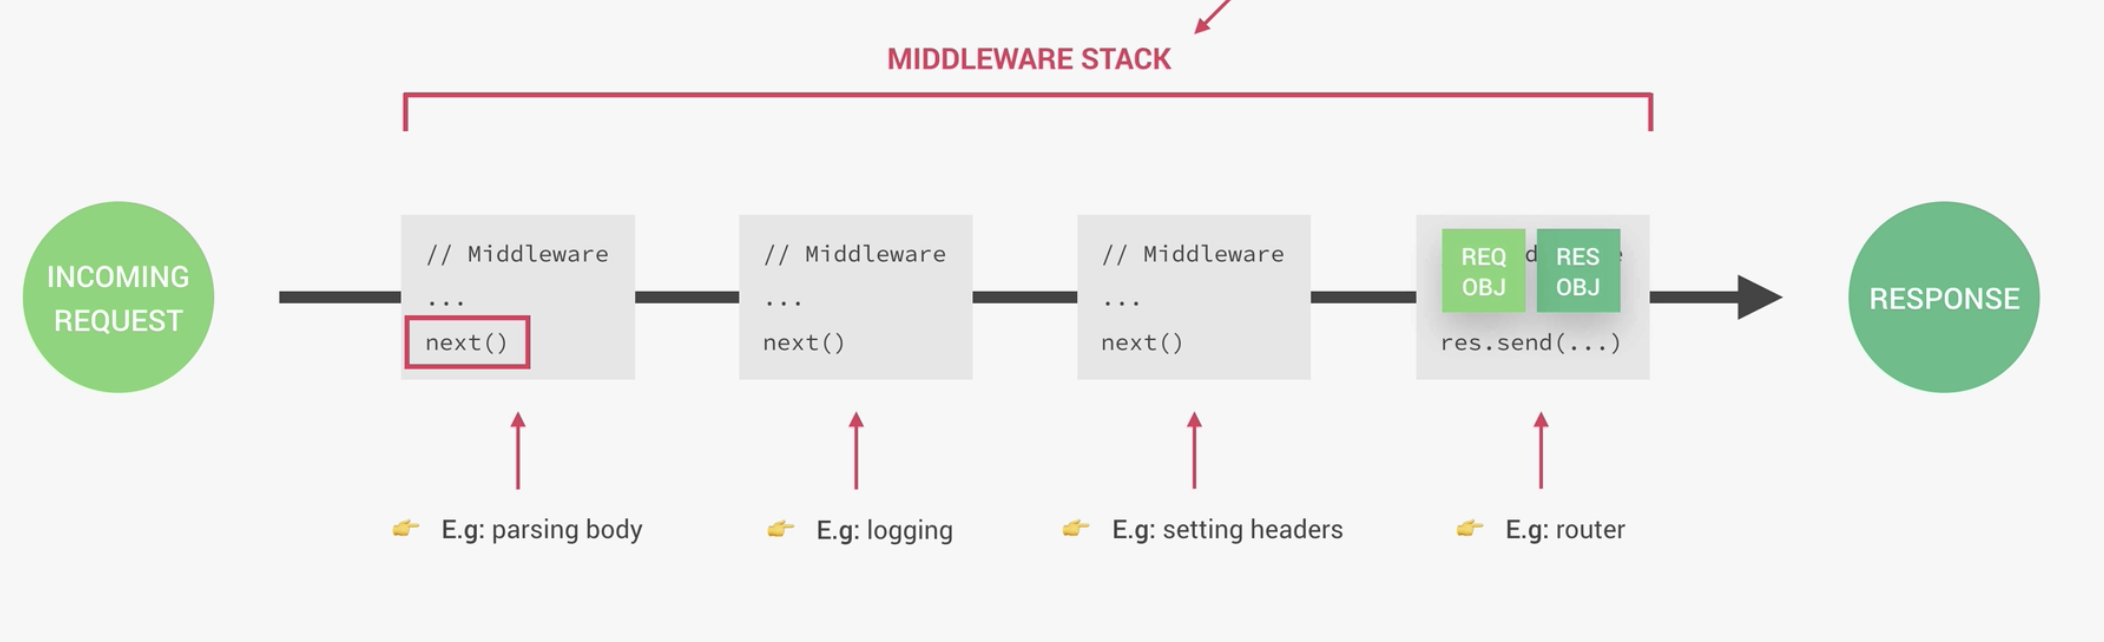 MIDDLEWARE STACK
INCOMING
REQUEST
// Middleware
...
next()
// Middleware
...
next()
// Middleware
...
next()
REQ
OBJ
RES
OBJ
res.send(...)
RESPONSE
👉 E.g: parsing body
👉 E.g: logging
👉 E.g: setting headers
👉 E.g: router